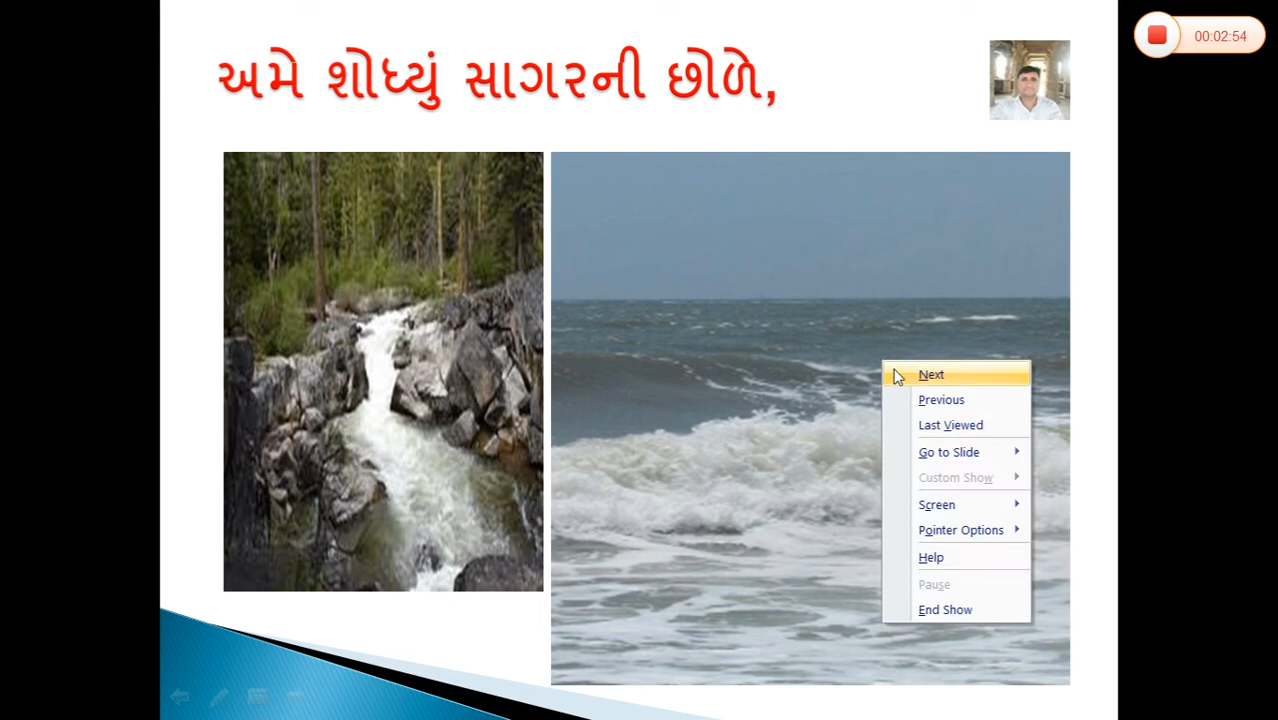 અમે શોધ્યું સાગરની છોળે,
00:02:54
Next
Previous
Last Viewed
Go to Slide
Custom Show
Screen
Pointer Options
Help
Pause
End Show